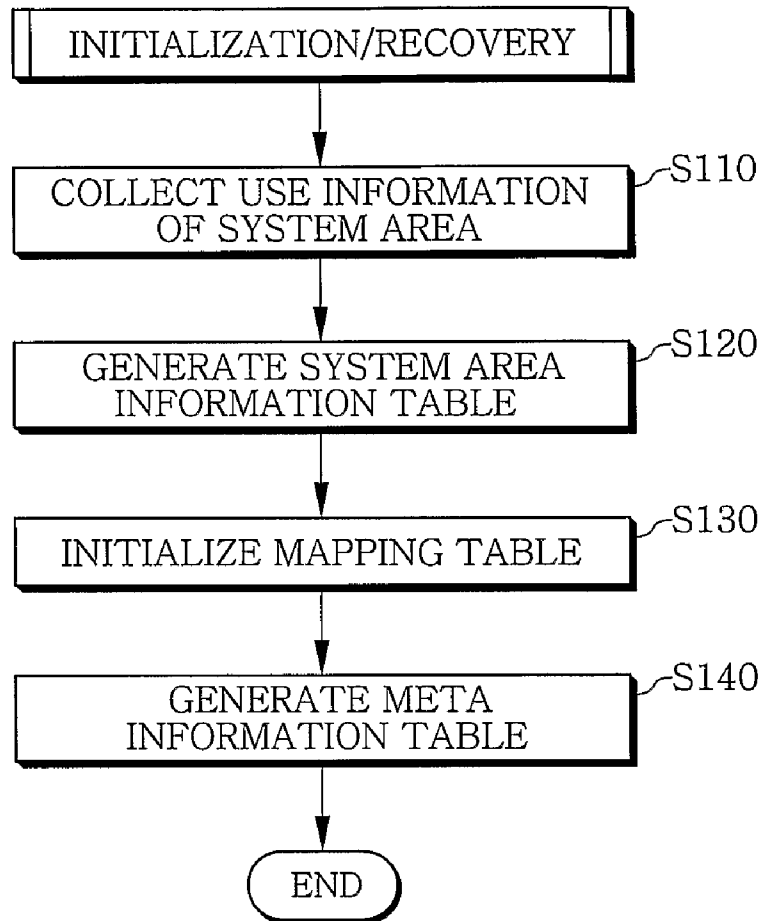 INITIALIZATION/RECOVERY
S110
COLLECT USE INFORMATION
OF SYSTEM AREA
S120
GENERATE SYSTEM AREA
INFORMATION TABLE
S130
INITIALIZE MAPPING TABLE
S140
GENERATE META
INFORMATION TABLE
END